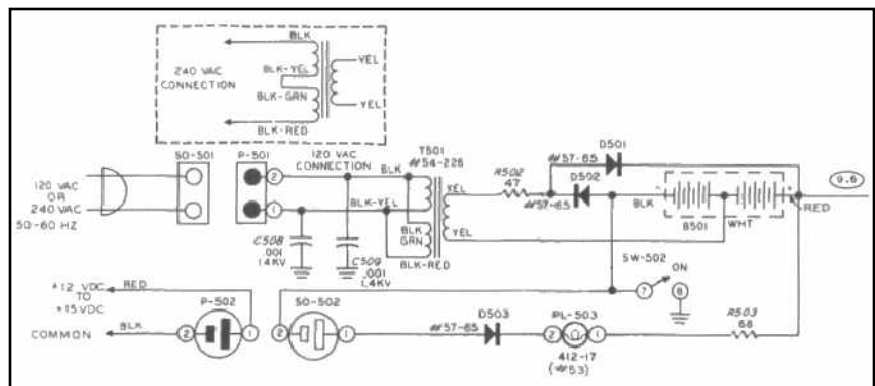 BLK
240 VAC
CONNECTION
BLK-YEL
BLK-GRN
BLK-RED
YEL
YEL
SO-501
P-501
120 VAC
CONNECTION
T501
#54-226
BLK
D501
#57-65
R502
47
D502
#57-65
9.6
120 VAC
OR
240 VAC
50-60 HZ
2
1
BLK-YEL
YEL
YEL
BLK
GRN
BLK-RED
C508
.001
1.4KV
C509
.001
1.4KV
BLK
B501
WHT
RED
SW-502
ON
7
8
+12 VDC
TO
+15 VDC
RED
P-502
SO-502
COMMON
BLK
2
1
2
1
D503
#57-65
PL-503
2
1
412-17
(#53)
R503
68